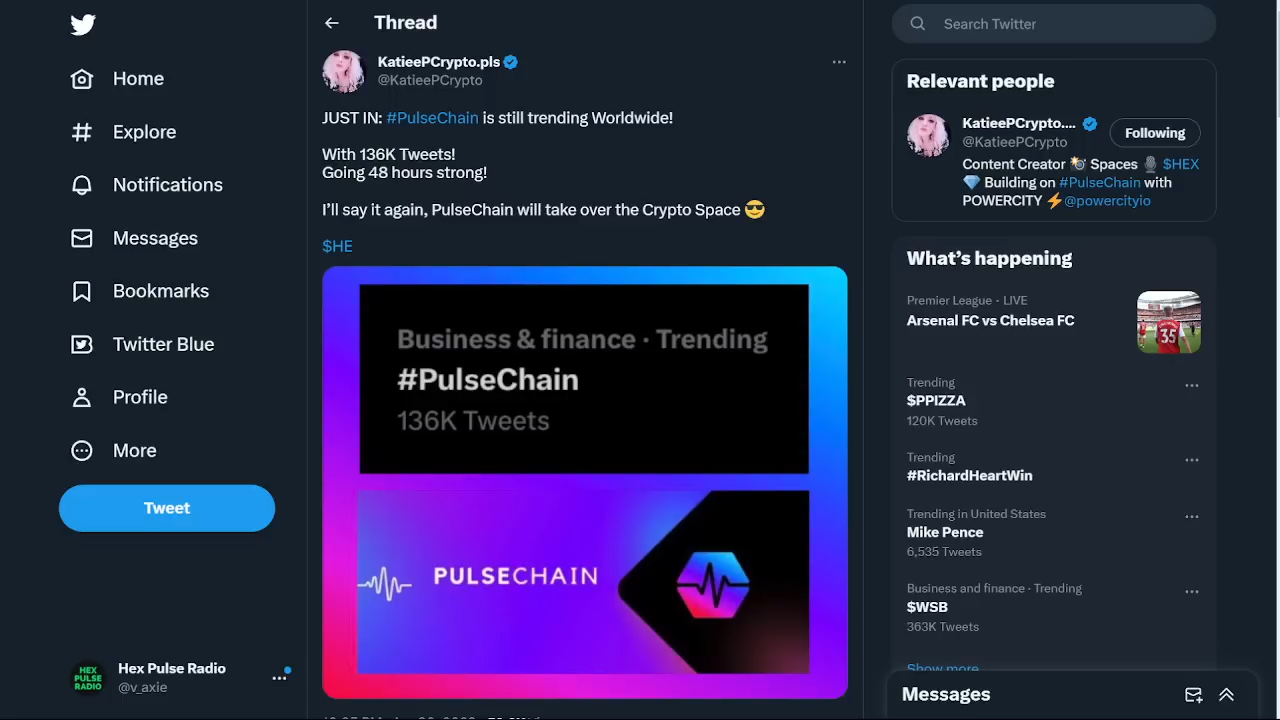 Home
Explore
Notifications
Messages
Bookmarks
Twitter Blue
Profile
More
Tweet
HEX
PULSE
RADIO
Hex Pulse Radio
@v_axie
Thread
KatieePCrypto.pls
@KatieePCrypto
JUST IN: #PulseChain is still trending Worldwide!
With 136K Tweets!
Going 48 hours strong!
I'll say it again, PulseChain will take over the Crypto Space 😎
$HE
Business & finance · Trending
#PulseChain
136K Tweets
PULSECHAIN
Search Twitter
Relevant people
KatieePCrypto....
@KatieePCrypto
Following
Content Creator 📸 Spaces 🎙 $HEX
💎 Building on #PulseChain with
POWERCITY ⚡@powercityio
What's happening
Premier League · LIVE
Arsenal FC vs Chelsea FC
35
Trending
$PPIZZA
120K Tweets
Trending
#RichardHeartWin
Trending in United States
Mike Pence
6,535 Tweets
Business and finance · Trending
$WSB
363K Tweets
Show more
Messages